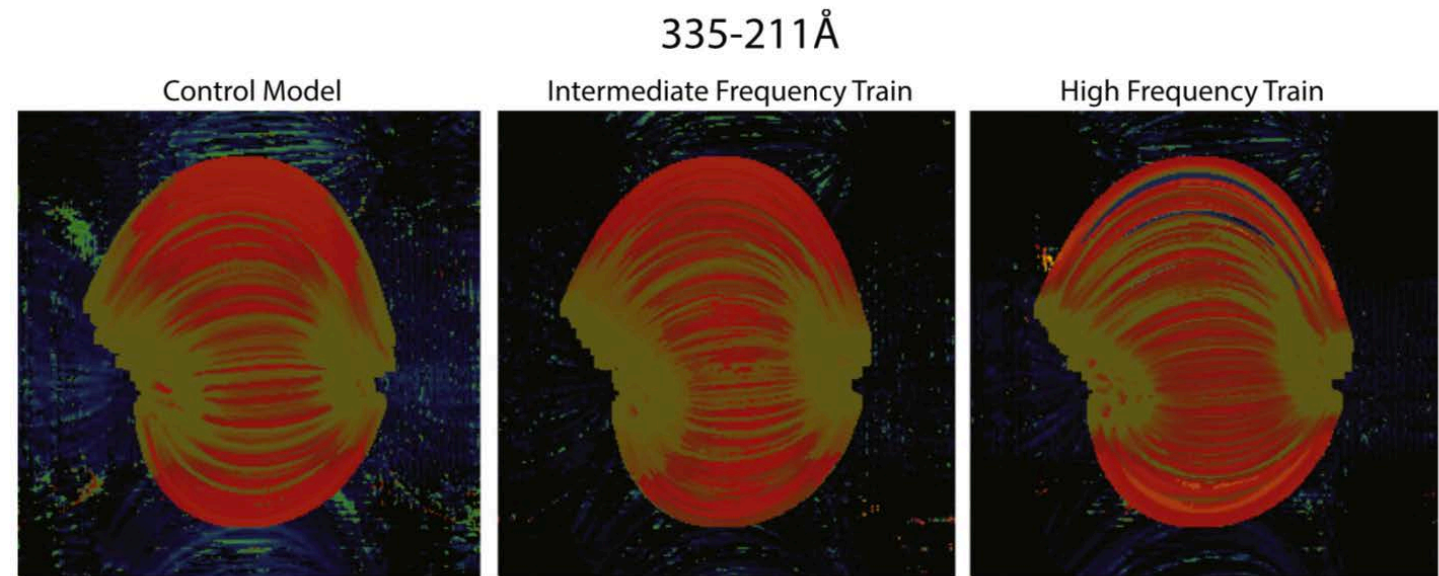 335-211Å
Control Model
Intermediate Frequency Train
High Frequency Train